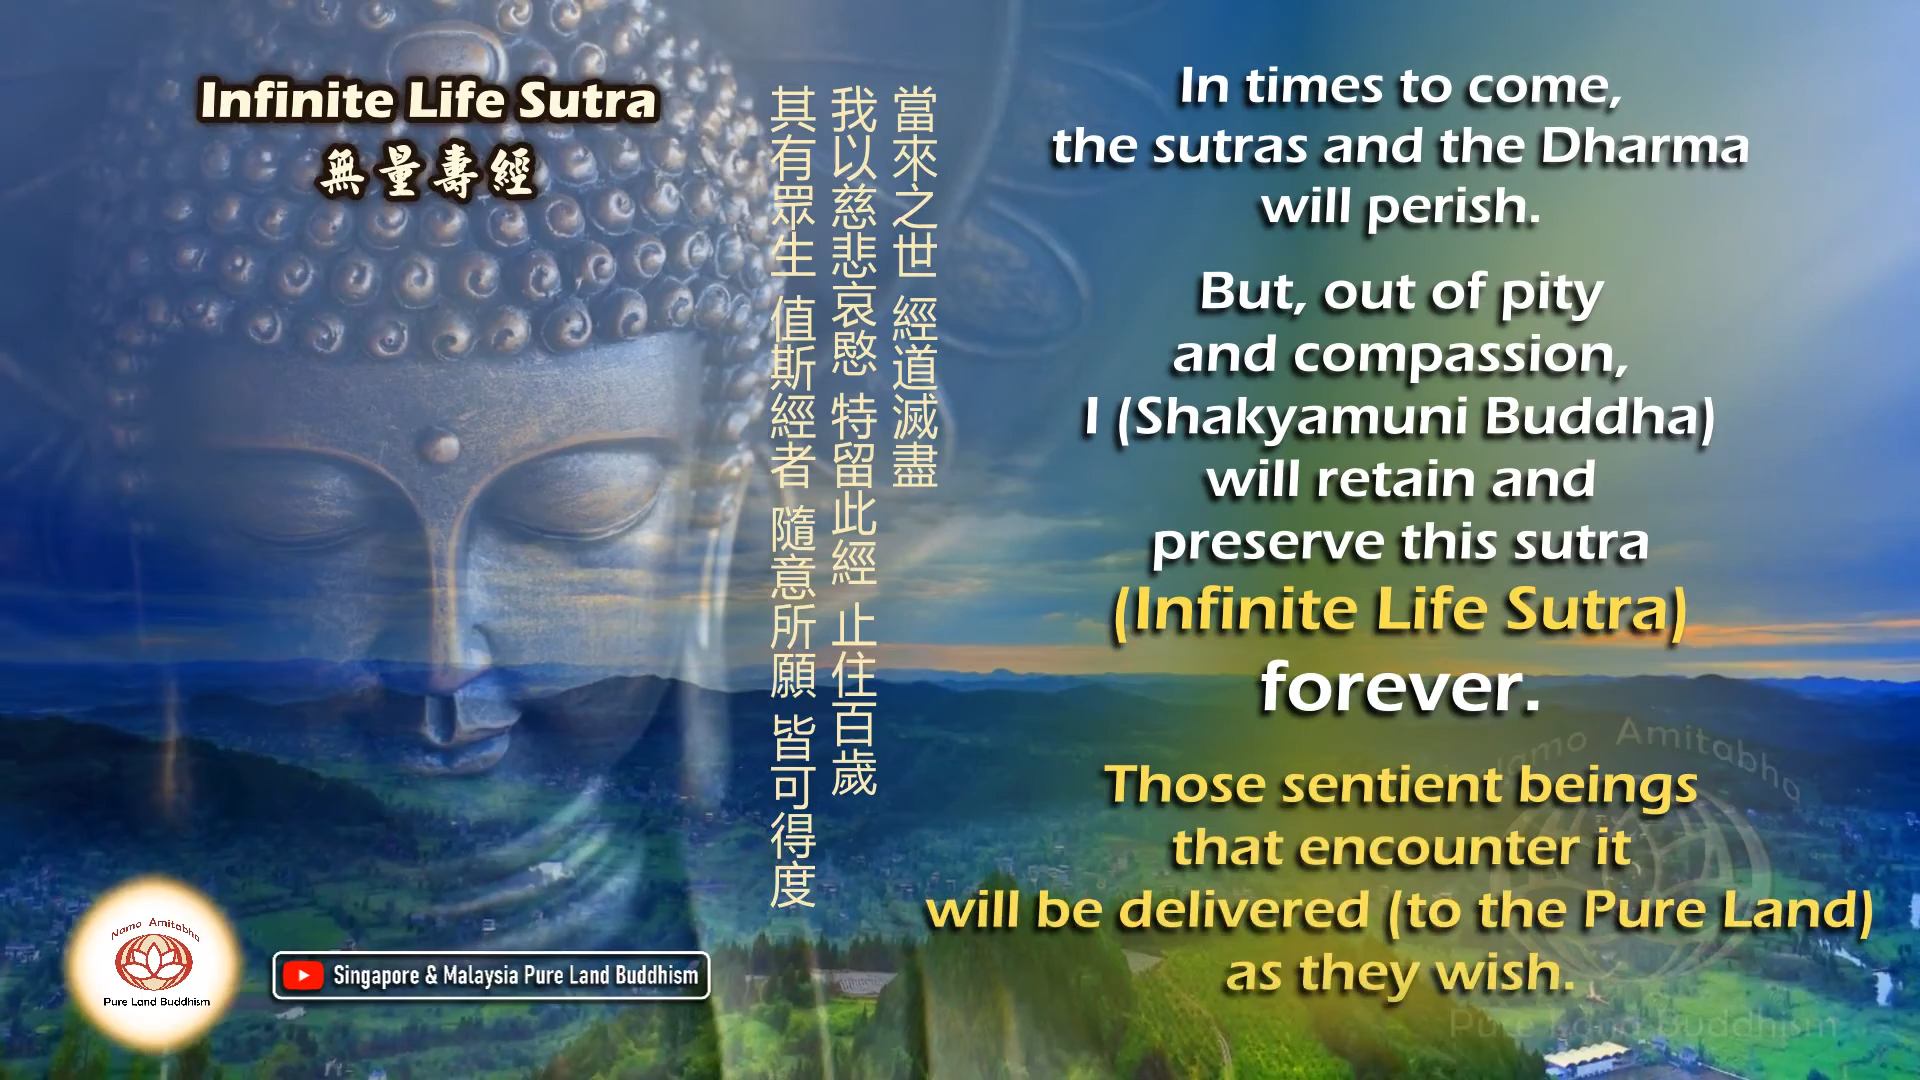 Infinite Life Sutra
無量壽經
當來之世 經道滅盡
我以慈悲哀愍 特留此經 止住百歲
其有眾生 值斯經者 隨意所願 皆可得度
In times to come,
the sutras and the Dharma
will perish.
But, out of pity
and compassion,
I (Shakyamuni Buddha)
will retain and
preserve this sutra
(Infinite Life Sutra)
forever.
Those sentient beings
that encounter it
will be delivered (to the Pure Land)
as they wish.
Namo Amitabha
Pure Land Buddhism
Singapore & Malaysia Pure Land Buddhism
Namo Amitabha
Pure Land Buddhism